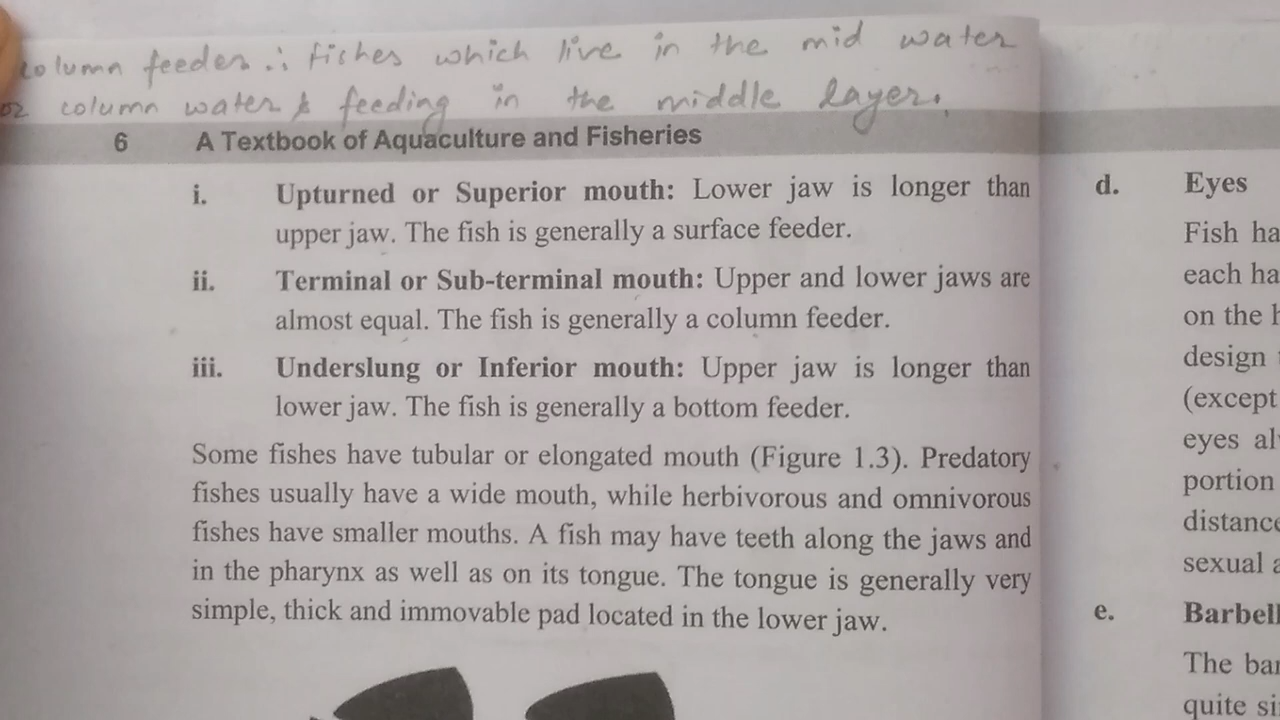 column feeder :: fishes which live in the mid water
or column water & feeding in the middle layer.
6 A Textbook of Aquaculture and Fisheries
i. Upturned or Superior mouth: Lower jaw is longer than
upper jaw. The fish is generally a surface feeder.
ii. Terminal or Sub-terminal mouth: Upper and lower jaws are
almost equal. The fish is generally a column feeder.
iii. Underslung or Inferior mouth: Upper jaw is longer than
lower jaw. The fish is generally a bottom feeder.
Some fishes have tubular or elongated mouth (Figure 1.3). Predatory
fishes usually have a wide mouth, while herbivorous and omnivorous
fishes have smaller mouths. A fish may have teeth along the jaws and
in the pharynx as well as on its tongue. The tongue is generally very
simple, thick and immovable pad located in the lower jaw.
d. Eyes
Fish ha
each ha
on the h
design
(except
eyes al
portion
distance
sexual a
e. Barbell
The bar
quite si